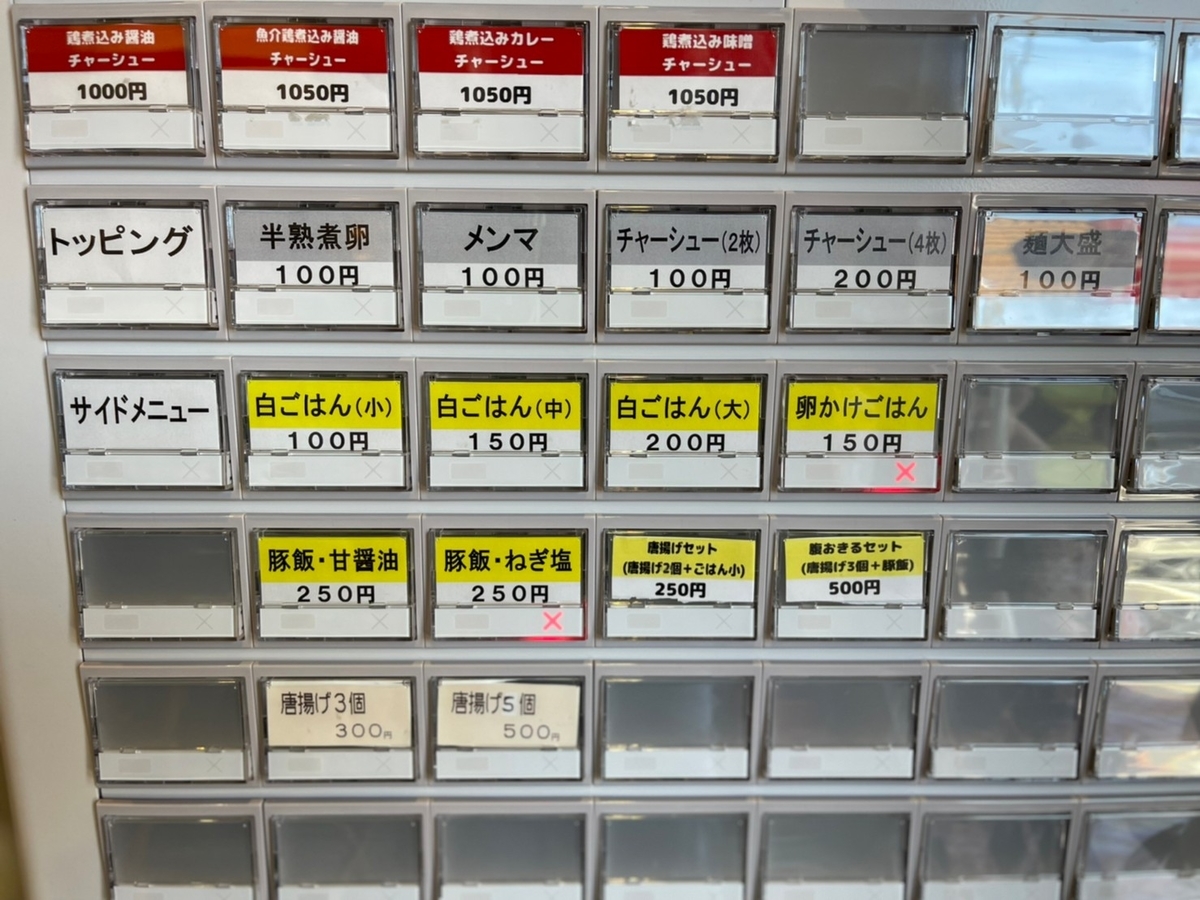 鶏煮込み醤油
チャーシュー
1000円
魚介鶏煮込み醤油
チャーシュー
1050円
鶏煮込みカレー
チャーシュー
1050円
鶏煮込み味噌
チャーシュー
1050円
トッピング
半熟煮卵
100円
メンマ
100円
チャーシュー(2枚)
100円
チャーシュー(4枚)
200円
麺大盛
100円
サイドメニュー
白ごはん(小)
100円
白ごはん(中)
150円
白ごはん(大)
200円
卵かけごはん
150円
×
豚飯・甘醤油
250円
豚飯・ねぎ塩
250円
×
唐揚げセット
(唐揚げ2個+ごはん小)
250円
腹おきるセット
(唐揚げ3個+豚飯)
500円
唐揚げ3個
300円
唐揚げ5個
500円